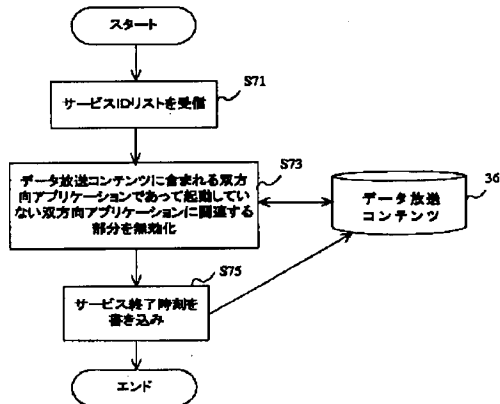 スタート
S71
サービスIDリストを受信
S73
データ放送コンテンツに含まれる双方
向アプリケーションであって起動してい
ない双方向アプリケーションに関連する
部分を無効化
36
データ放送
コンテンツ
S75
サービス終了時刻を
書き込み
エンド